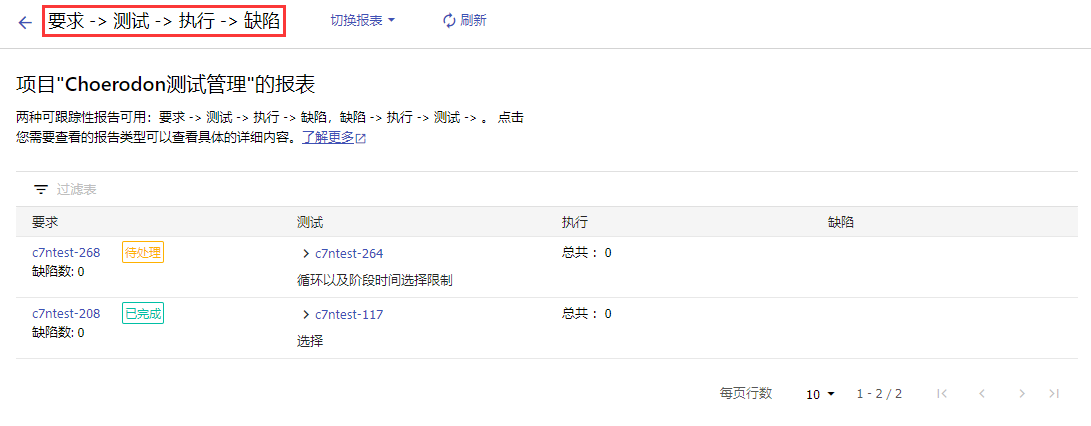 要求 -> 测试 -> 执行 -> 缺陷 切换报表 刷新
项目"Choerodon测试管理"的报表
两种可跟踪性报告可用：要求 -> 测试 -> 执行 -> 缺陷，缺陷 -> 执行 -> 测试 -> 。 点击
您需要查看的报告类型可以查看具体的详细内容。了解更多
过滤表
要求 测试 执行 缺陷
c7ntest-268 待处理 c7ntest-264 总共： 0
缺陷数: 0 循环以及阶段时间选择限制
c7ntest-208 已完成 c7ntest-117 总共： 0
缺陷数: 0 选择
每页行数 10 1 - 2 / 2